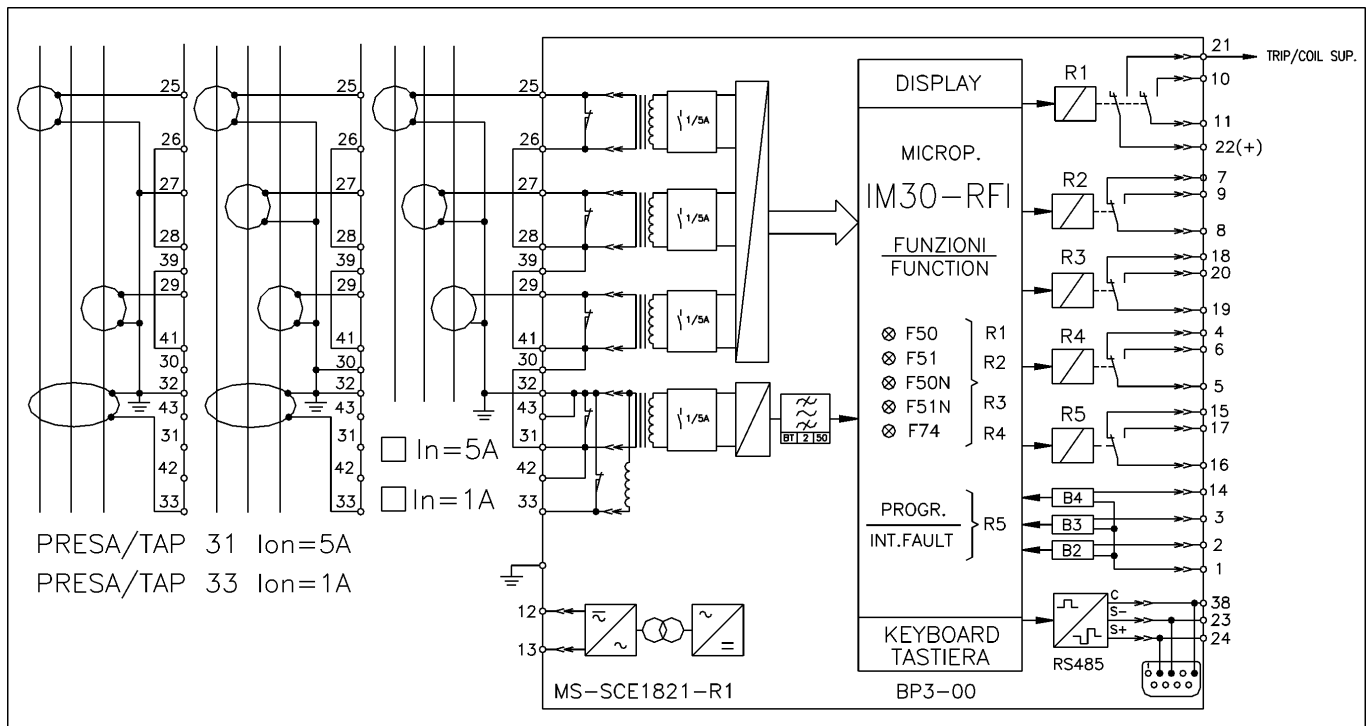 25
26
27
28
39
29
41
30
32
43
31
42
33
25
26
27
28
39
29
41
30
32
43
31
42
33
25
26
27
28
39
29
41
30
32
43
31
42
33
In=5A
In=1A
PRESA/TAP 31 Ion=5A
PRESA/TAP 33 Ion=1A
12
13
1/5A
1/5A
1/5A
1/5A
BT 2 50
MS-SCE1821-R1
DISPLAY
MICROP.
IM30-RFI
FUNZIONI
FUNCTION
F50 R1
F51 R2
F50N
F51N R3
F74 R4
PROGR.
INT.FAULT
R5
KEYBOARD
TASTIERA
BP3-00
R1
R2
R3
R4
R5
B4
B3
B2
C
S-
S+
RS485
1
21 TRIP/COIL SUP.
10
11
22(+)
7
9
8
18
20
19
4
6
5
15
17
16
14
3
2
1
38
23
24